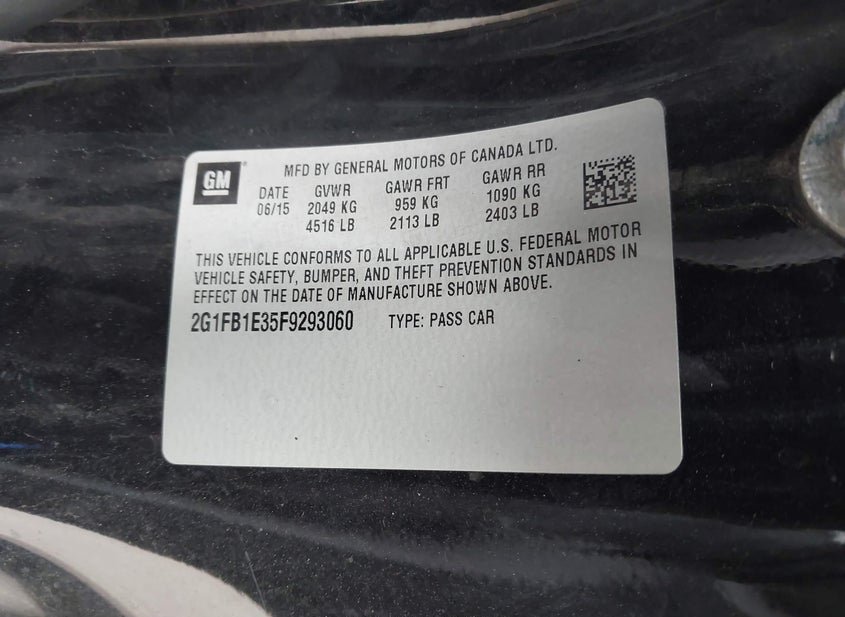 GM
MFD BY GENERAL MOTORS OF CANADA LTD.
DATE GVWR GAWR FRT GAWR RR
06/15 2049 KG 959 KG 1090 KG
4516 LB 2113 LB 2403 LB
THIS VEHICLE CONFORMS TO ALL APPLICABLE U.S. FEDERAL MOTOR
VEHICLE SAFETY, BUMPER, AND THEFT PREVENTION STANDARDS IN
EFFECT ON THE DATE OF MANUFACTURE SHOWN ABOVE.
2G1FB1E35F9293060 TYPE: PASS CAR